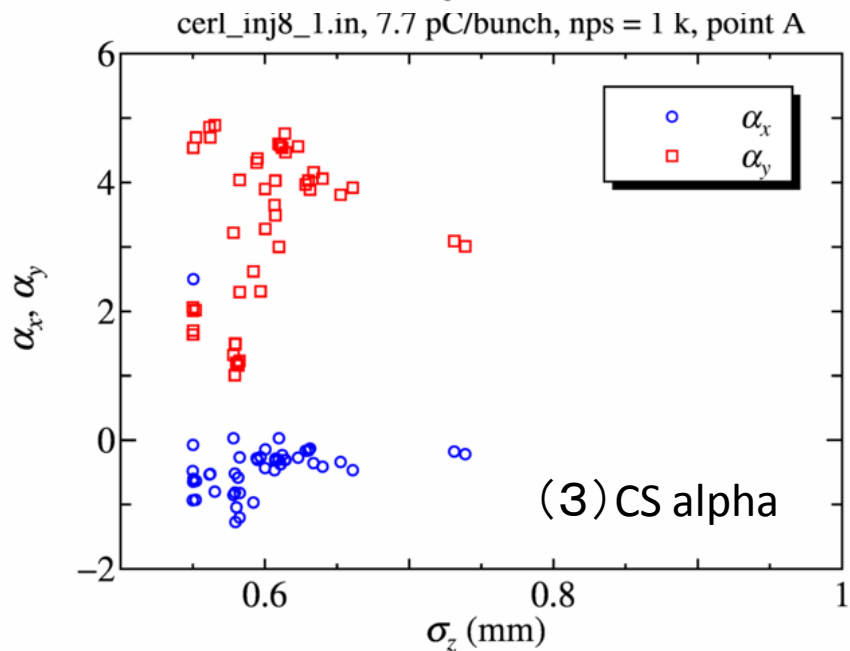 cerl_inj8_1.in, 7.7 pC/bunch, nps = 1 k, point A
6
4
2
0
−2
αx, αy
αx
αy
（3）CS alpha
0.6
0.8
1
σz (mm)